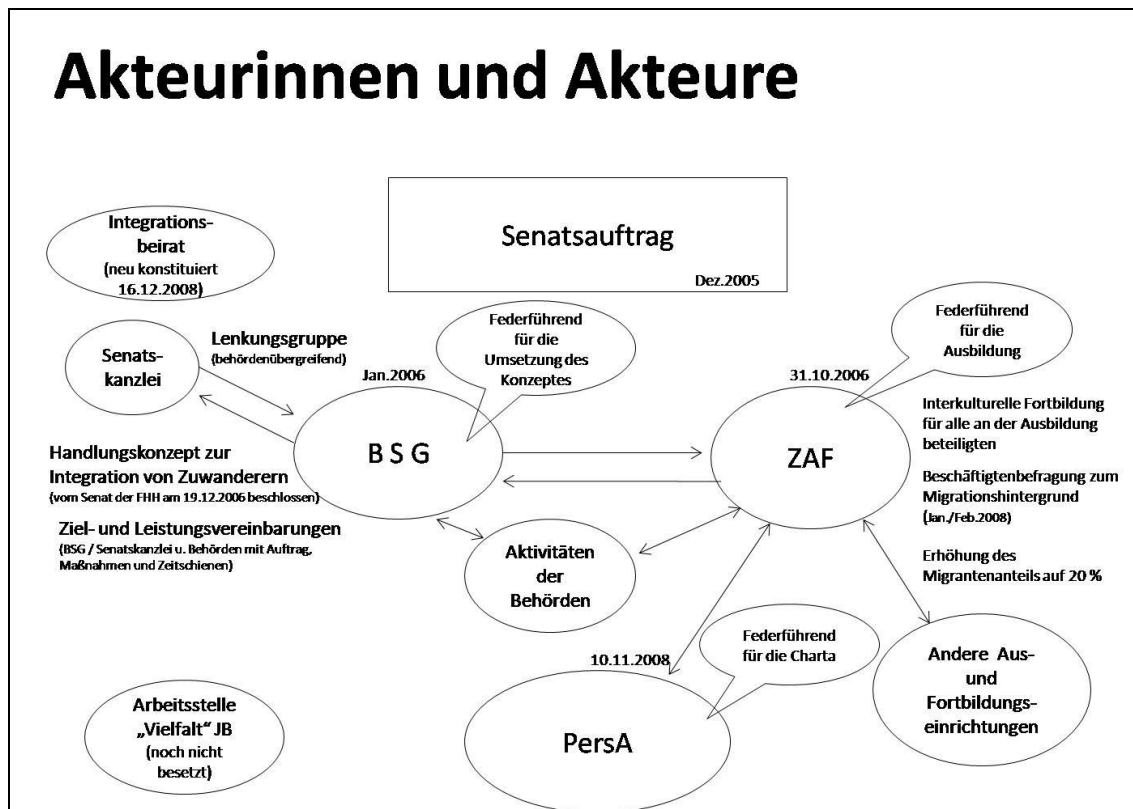 Akteurinnen und Akteure
Integrations-
beirat
(neu konstituiert
16.12.2008)
Senatsauftrag
Dez.2005
Senats-
kanzlei
Lenkungsgruppe
(behördenübergreifend)
Federführend
für die
Umsetzung des
Konzeptes
Federführend
für die
Ausbildung
Jan.2006
B S G
31.10.2006
ZAF
Interkulturelle Fortbildung
für alle an der Ausbildung
beteiligten
Beschäftigtenbefragung zum
Migrationshintergrund
(Jan./Feb.2008)
Erhöhung des
Migrantenanteils auf 20 %
Handlungskonzept zur
Integration von Zuwanderern
(vom Senat der FHH am 19.12.2006 beschlossen)
Ziel- und Leistungsvereinbarungen
(BSG / Senatskanzlei u. Behörden mit Auftrag,
Maßnahmen und Zeitschienen)
Aktivitäten
der
Behörden
10.11.2008
PersA
Federführend
für die Charta
Andere Aus-
und
Fortbildungs-
einrichtungen
Arbeitsstelle
„Vielfalt“ JB
(noch nicht
besetzt)